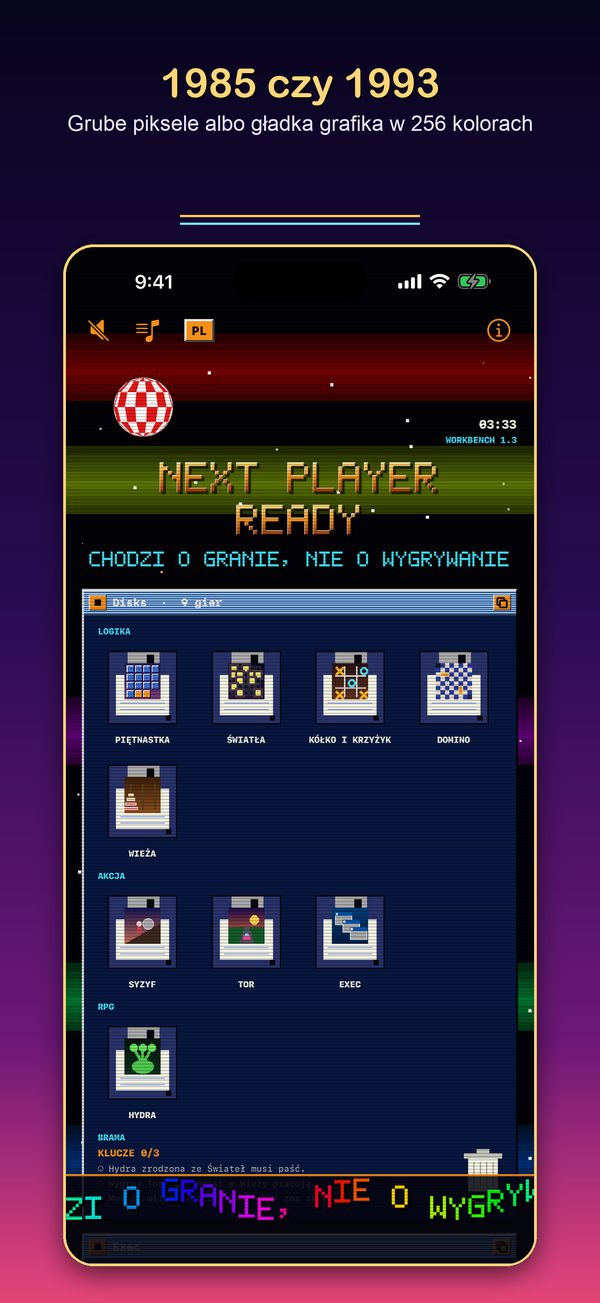 1985 czy 1993
Grube piksele albo gładka grafika w 256 kolorach
9:41
PL
03:33
WORKBENCH 1.3
NEXT PLAYER
READY
CHODZI O GRANIE, NIE O WYGRYWANIE
Disks · 9 gier
LOGIKA
PIĘTNASTKA ŚWIATŁA KÓŁKO I KRZYŻYK DOMINO
WIEŻA
AKCJA
SYZYF TOR EXEC
RPG
HYDRA
BRAMA
KLUCZE 0/3
Hydra zrodzona ze Świateł musi paść.
ZI O GRANIE, NIE O WYGRYW
Exec